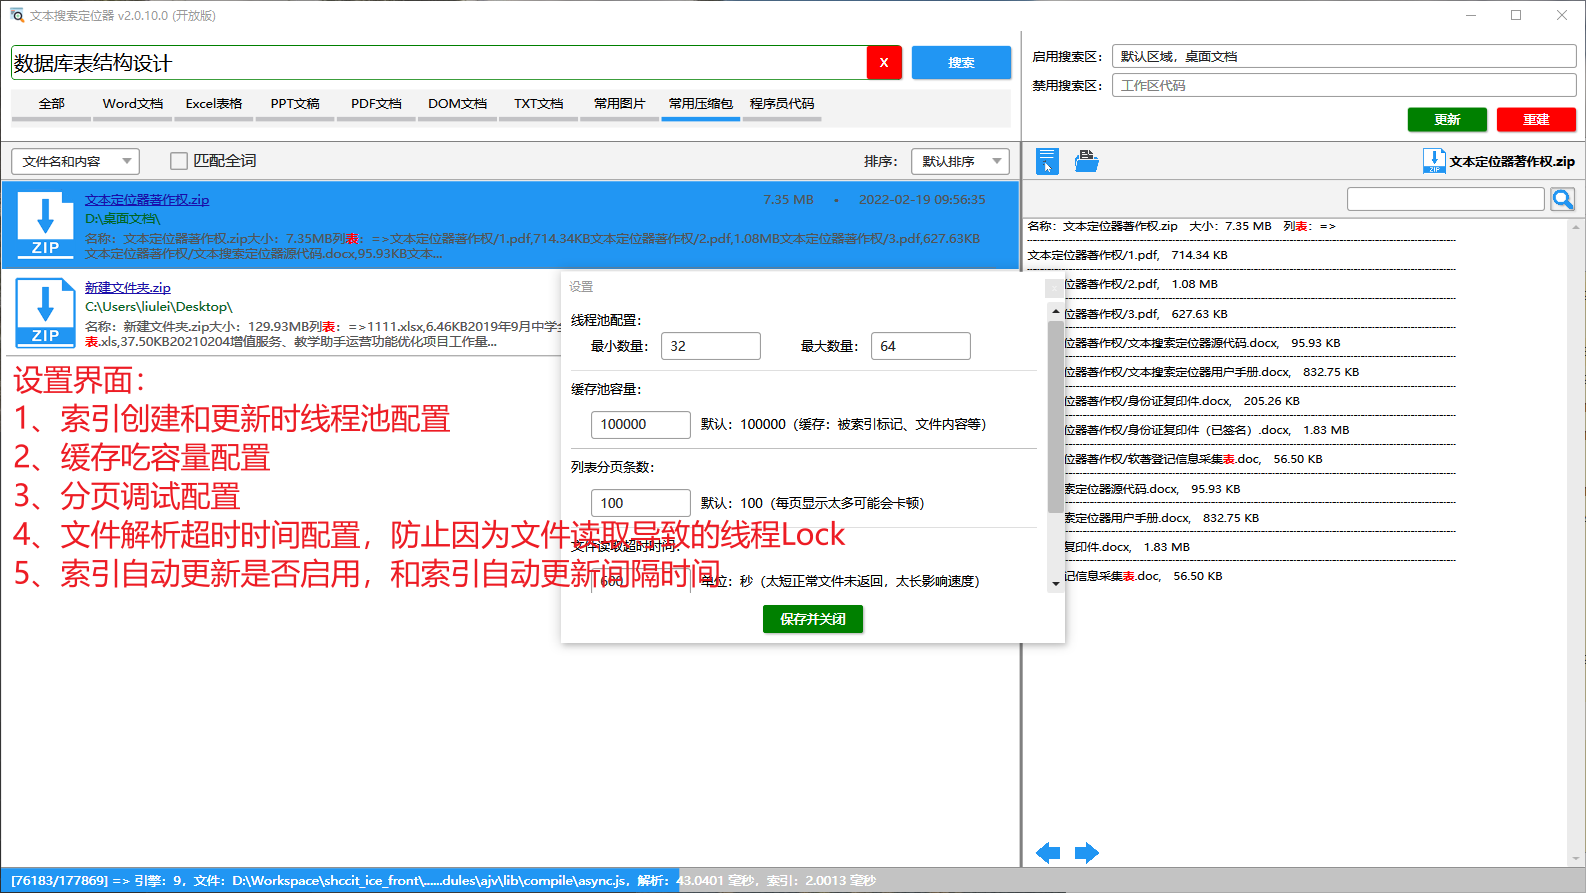 文本搜索定位器 v2.0.10.0 (开放版)
数据库表结构设计
X
搜索
全部
Word文档
Excel表格
PPT文稿
PDF文档
DOM文档
TXT文档
常用图片
常用压缩包
程序员代码
启用搜索区：
默认区域，桌面文档
禁用搜索区：
工作区代码
更新
重建
文件名和内容
匹配全词
排序：
默认排序
ZIP
文本定位器著作权.zip
ZIP
文本定位器著作权.zip
7.35 MB • 2022-02-19 09:56:35
D:\桌面文档\
名称：文本定位器著作权.zip大小：7.35MB列表：=>文本定位器著作权/1.pdf,714.34KB文本定位器著作权/2.pdf,1.08MB文本定位器著作权/3.pdf,627.63KB
文本定位器著作权/文本搜索定位器源代码.docx,95.93KB文本...
ZIP
新建文件夹.zip
C:\Users\liulei\Desktop\
名称：新建文件夹.zip大小：129.93MB列表：=>1111.xlsx,6.46KB2019年9月中学
表.xls,37.50KB20210204增值服务、教学助手运营功能优化项目工作量...
设置界面：
1、索引创建和更新时线程池配置
2、缓存吃容量配置
3、分页调试配置
4、文件解析超时时间配置，防止因为文件读取导致的线程Lock
5、索引自动更新是否启用，和索引自动更新间隔时间
设置
线程池配置：
最小数量：
32
最大数量：
64
缓存池容量：
100000
默认：100000（缓存：被索引标记、文件内容等）
列表分页条数：
100
默认：100（每页显示太多可能会卡顿）
文件读取超时时间：
600
单位：秒（太短正常文件未返回，太长影响速度）
保存并关闭
名称：文本定位器著作权.zip 大小：7.35 MB 列表：=>
文本定位器著作权/1.pdf， 714.34 KB
位器著作权/2.pdf， 1.08 MB
位器著作权/3.pdf， 627.63 KB
位器著作权/文本搜索定位器源代码.docx， 95.93 KB
位器著作权/文本搜索定位器用户手册.docx， 832.75 KB
位器著作权/身份证复印件.docx， 205.26 KB
位器著作权/身份证复印件（已签名）.docx， 1.83 MB
位器著作权/软著登记信息采集表.doc， 56.50 KB
索定位器源代码.docx， 95.93 KB
索定位器用户手册.docx， 832.75 KB
复印件.docx， 1.83 MB
记信息采集表.doc， 56.50 KB
[76183/177869] => 引擎：9，文件：D:\Workspace\shccit_ice_front\......dules\ajv\lib\compile\async.js，解析：43.0401 毫秒，索引：2.0013 毫秒